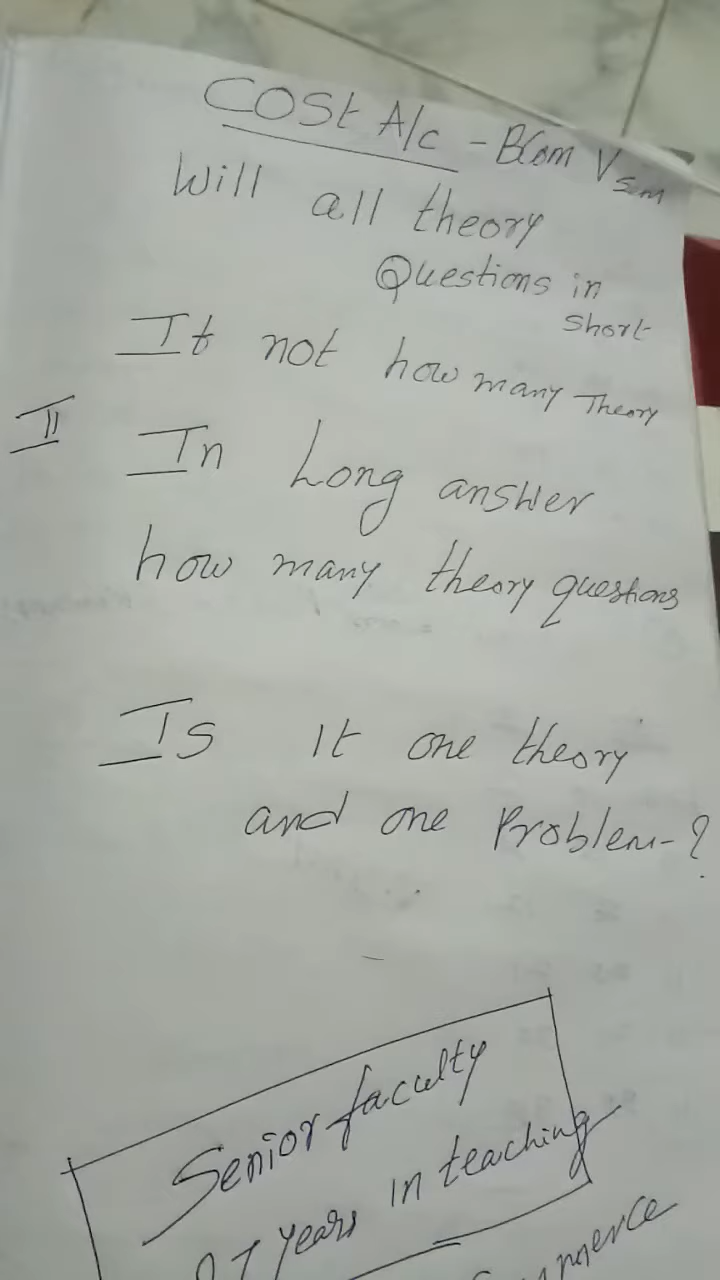 COSt A/c - BCom V Sem
Will all theory
Questions in
Short
If not how many Theory
II In Long answer
how many theory questions
Is it one theory
and one Problem-?
Senior faculty
years in teaching